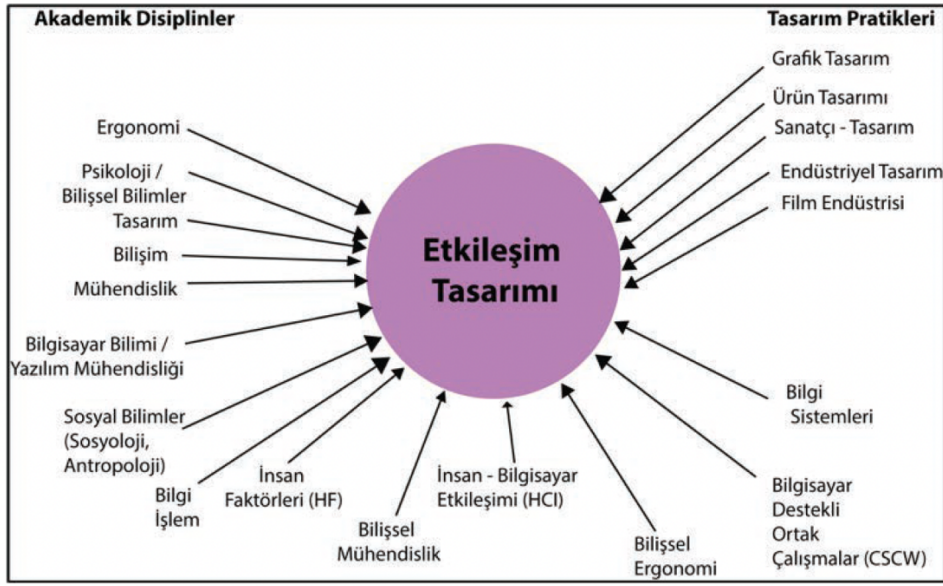 Akademik Disiplinler
Tasarım Pratikleri
Ergonomi
Psikoloji /
Bilişsel Bilimler
Tasarım
Bilişim
Mühendislik
Bilgisayar Bilimi /
Yazılım Mühendisliği
Sosyal Bilimler
(Sosyoloji,
Antropoloji)
Bilgi
İşlem
İnsan
Faktörleri (HF)
Bilişsel
Mühendislik
İnsan - Bilgisayar
Etkileşimi (HCI)
Bilişsel
Ergonomi
Bilgisayar
Destekli
Ortak
Çalışmalar (CSCW)
Bilgi
Sistemleri
Etkileşim
Tasarımı
Grafik Tasarım
Ürün Tasarımı
Sanatçı - Tasarım
Endüstriyel Tasarım
Film Endüstrisi